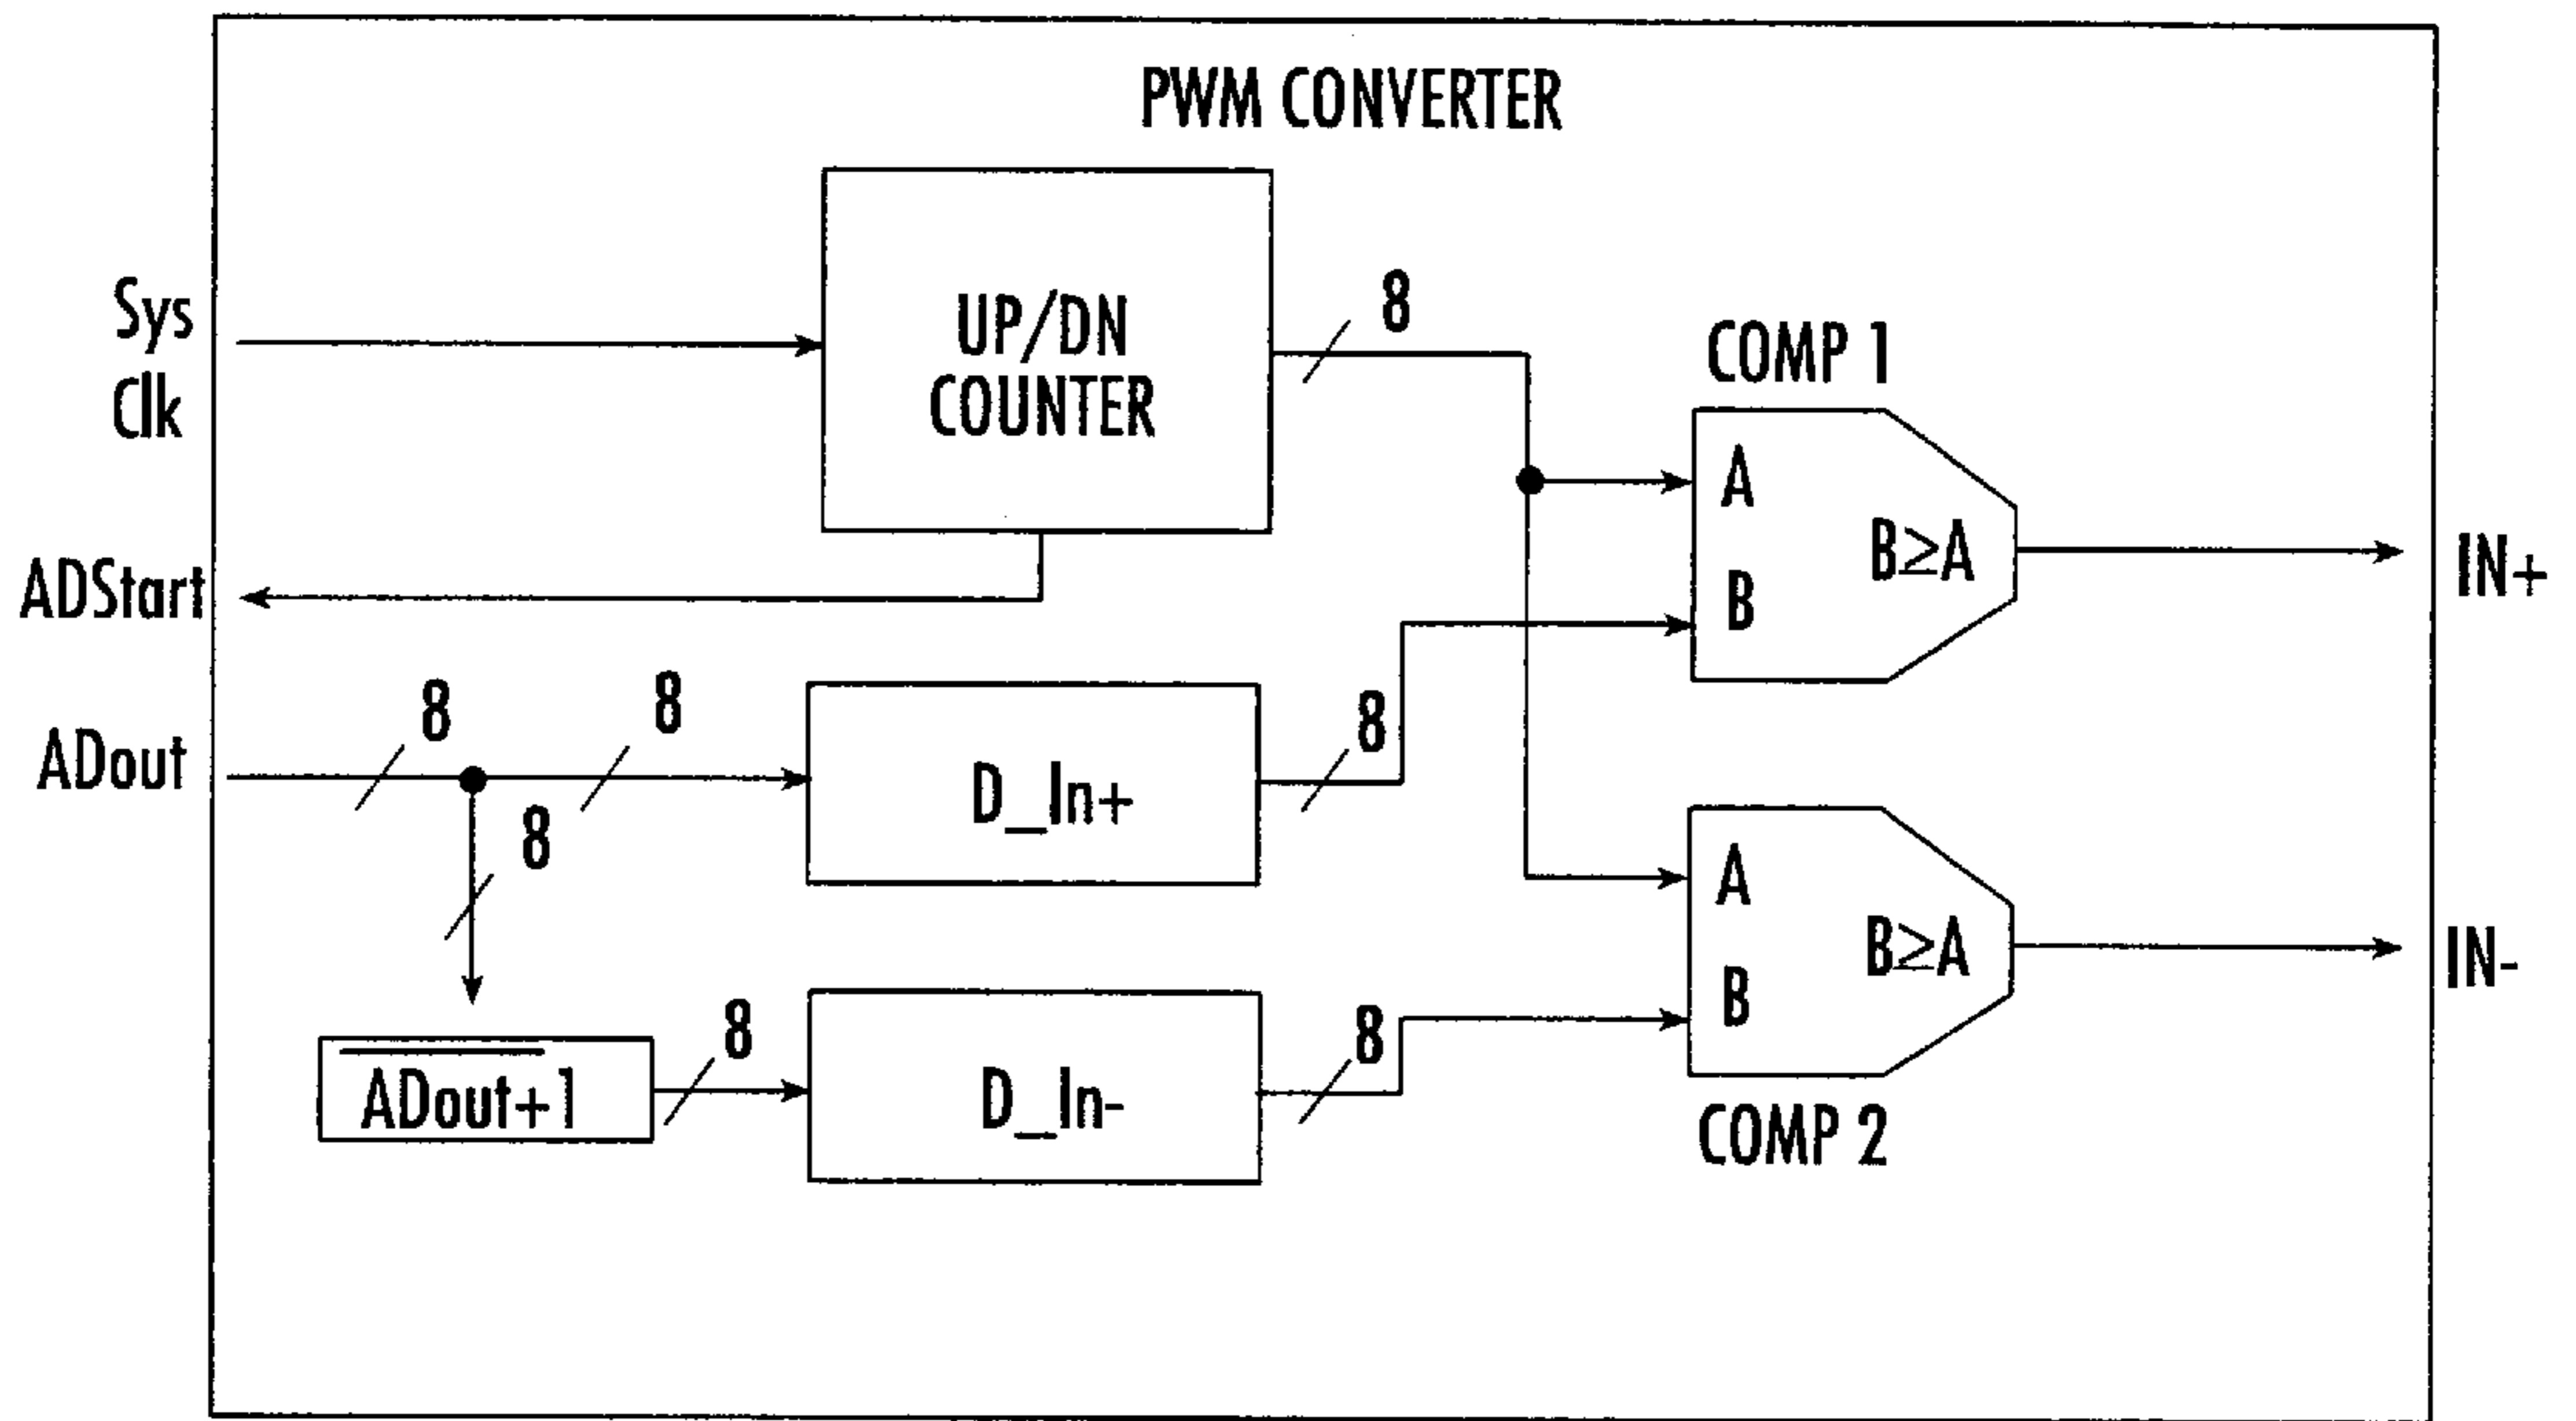 PWM CONVERTER
Sys
Clk
UP/DN
COUNTER
8
COMP 1
A
B≥A
B
IN+
ADStart
ADout
8
8
8
D_In+
8
A
B≥A
B
IN-
COMP 2
A̅D̅o̅u̅t̅+1
8
D_In-
8